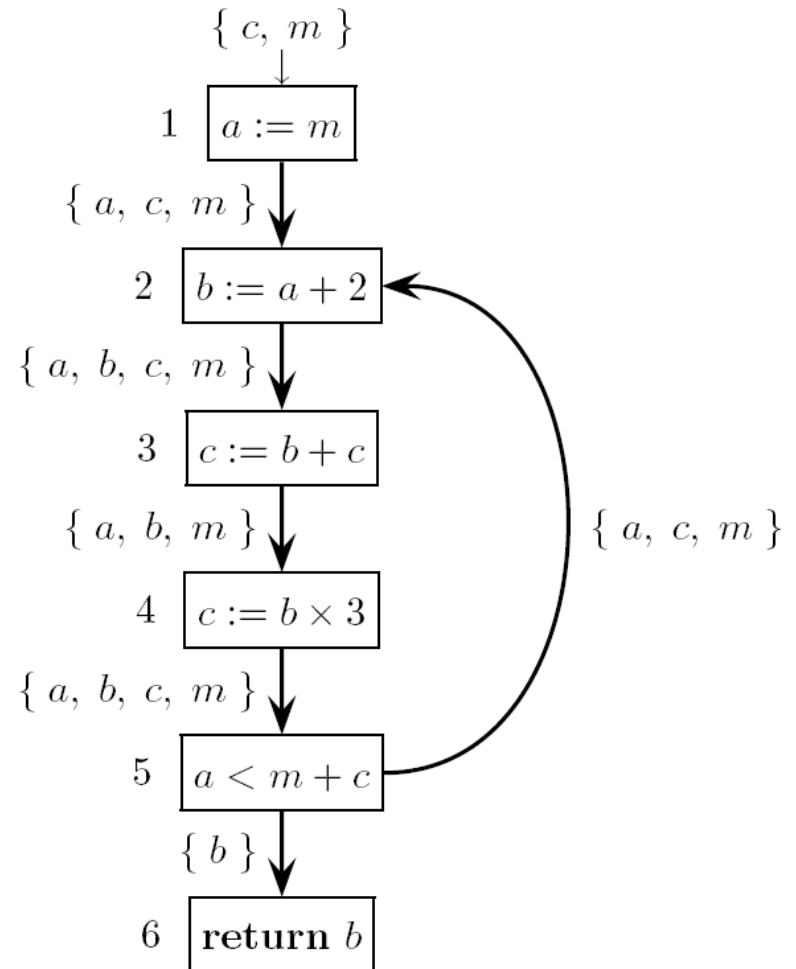 { c, m }
1 a := m
{ a, c, m }
2 b := a + 2
{ a, b, c, m }
3 c := b + c
{ a, b, m } { a, c, m }
4 c := b × 3
{ a, b, c, m }
5 a < m + c
{ b }
6 return b